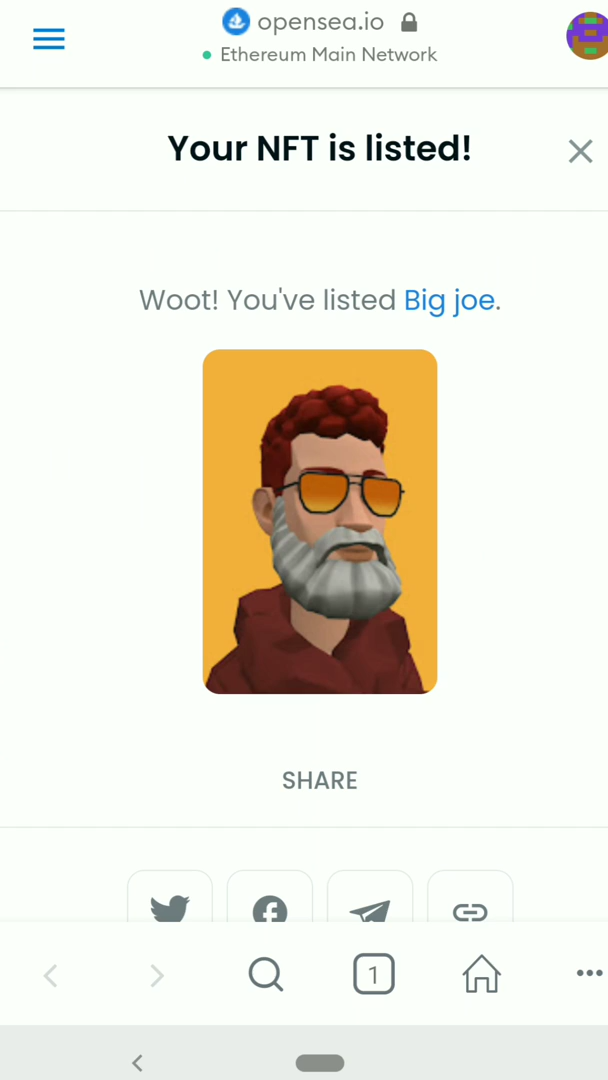 opensea.io
Ethereum Main Network
Your NFT is listed!
Woot! You've listed Big joe.
SHARE
1